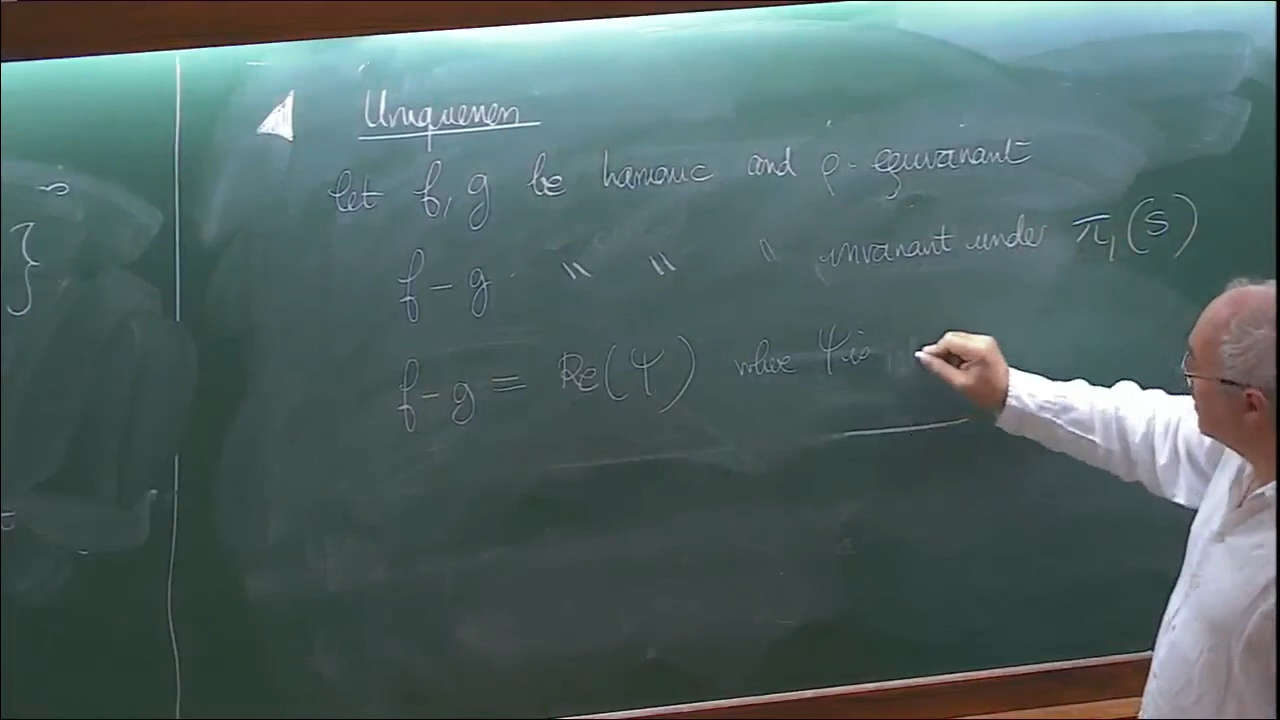 Uniqueness
Let f, g be harmonic and ρ-equivariant
f - g " " " invariant under π₁(S)
f - g = Re(Ψ) where Ψ is
}
=